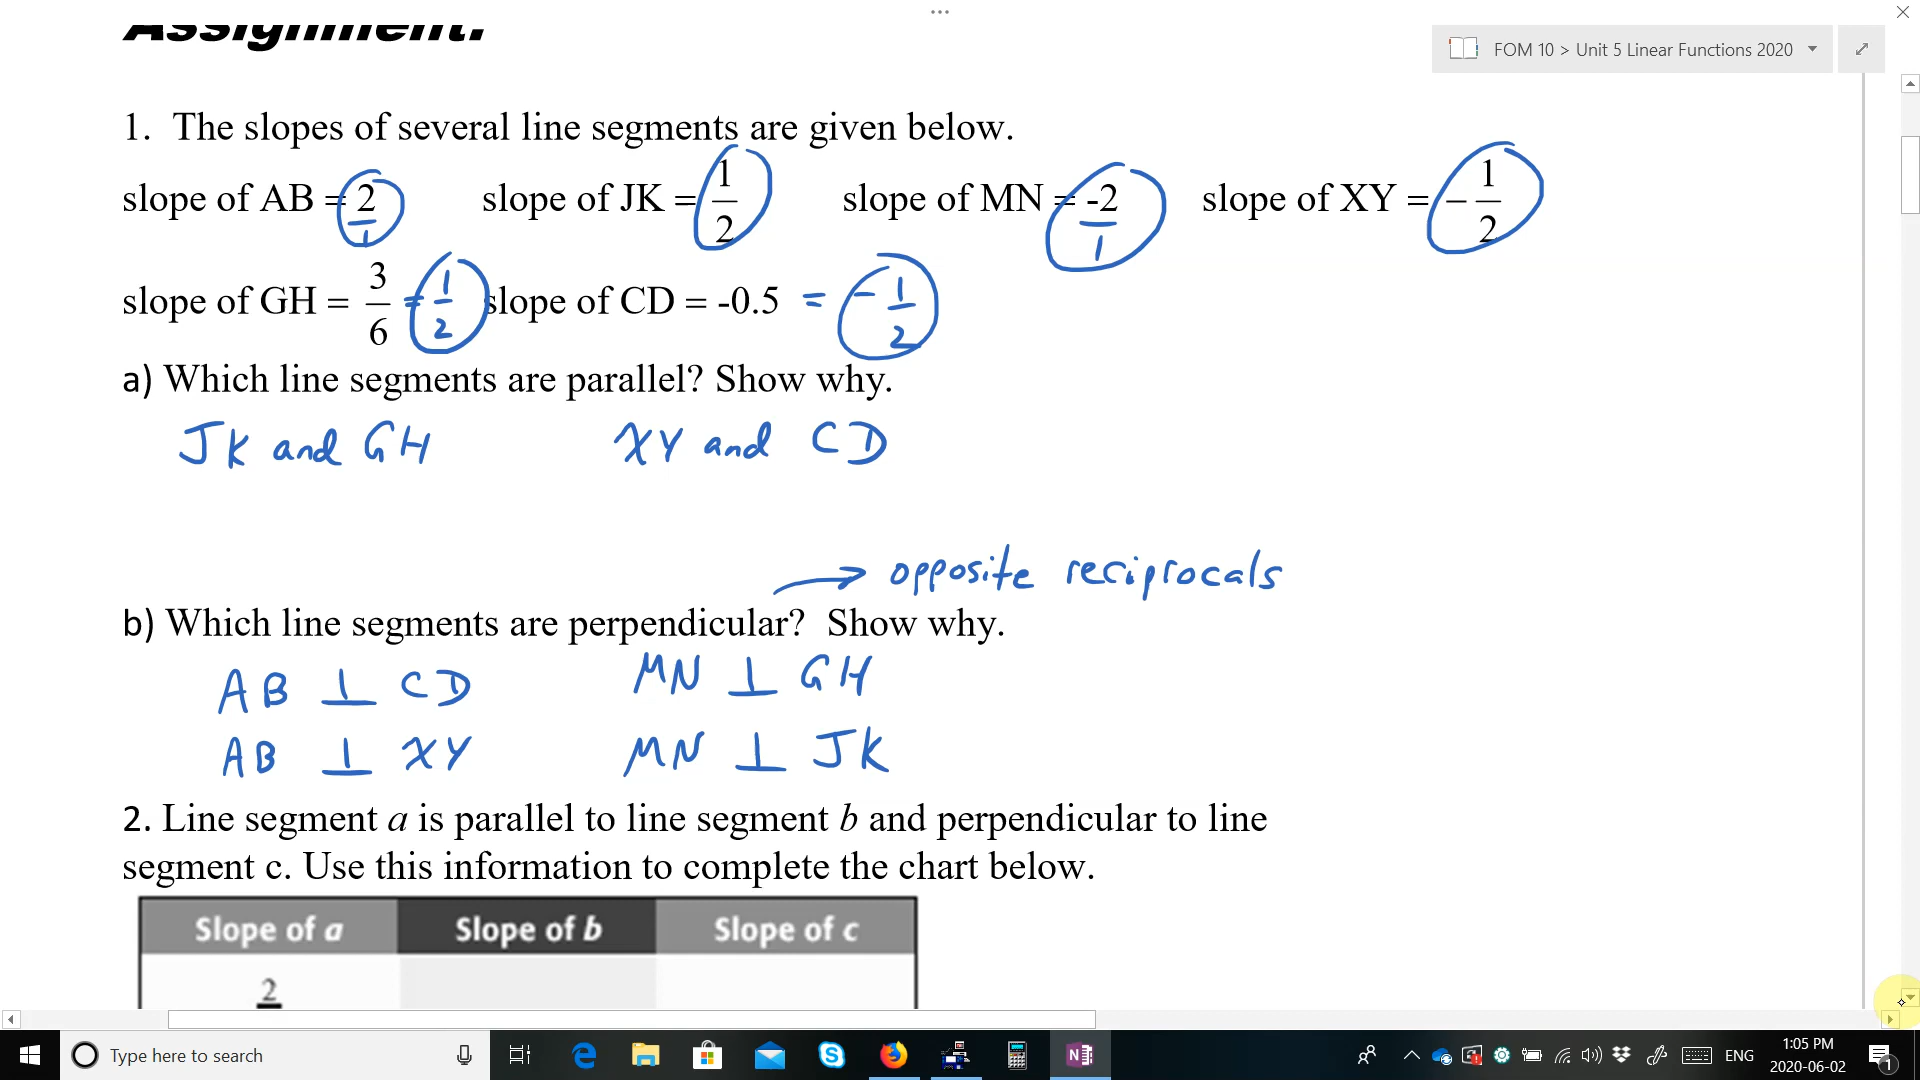 Assignment:
FOM 10 > Unit 5 Linear Functions 2020
1. The slopes of several line segments are given below.
slope of AB = 2/1 slope of JK = 1/2 slope of MN = -2/1 slope of XY = -1/2
slope of GH = 3/6 = 1/2 slope of CD = -0.5 = -1/2
a) Which line segments are parallel? Show why.
JK and GH XY and CD
→ opposite reciprocals
b) Which line segments are perpendicular? Show why.
AB ⊥ CD MN ⊥ GH
AB ⊥ XY MN ⊥ JK
2. Line segment a is parallel to line segment b and perpendicular to line
segment c. Use this information to complete the chart below.
Slope of a Slope of b Slope of c
2
Type here to search
ENG
1:05 PM
2020-06-02
1